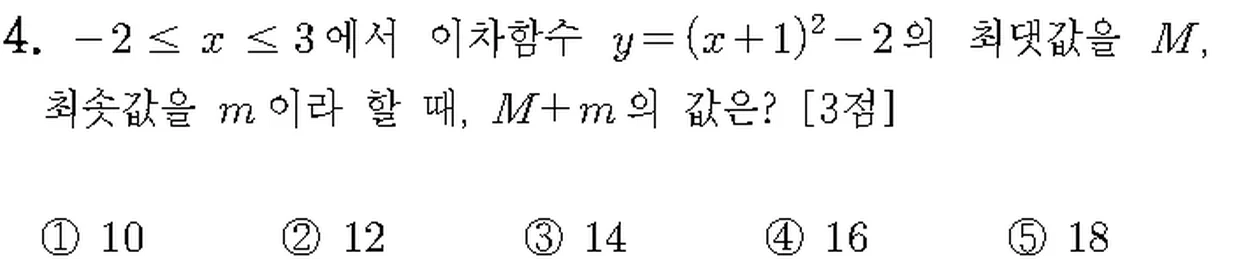 4. −2 ≤ x ≤ 3에서 이차함수 y=(x+1)²−2의 최댓값을 M,
최솟값을 m이라 할 때, M+m의 값은? [3점]
① 10 ② 12 ③ 14 ④ 16 ⑤ 18